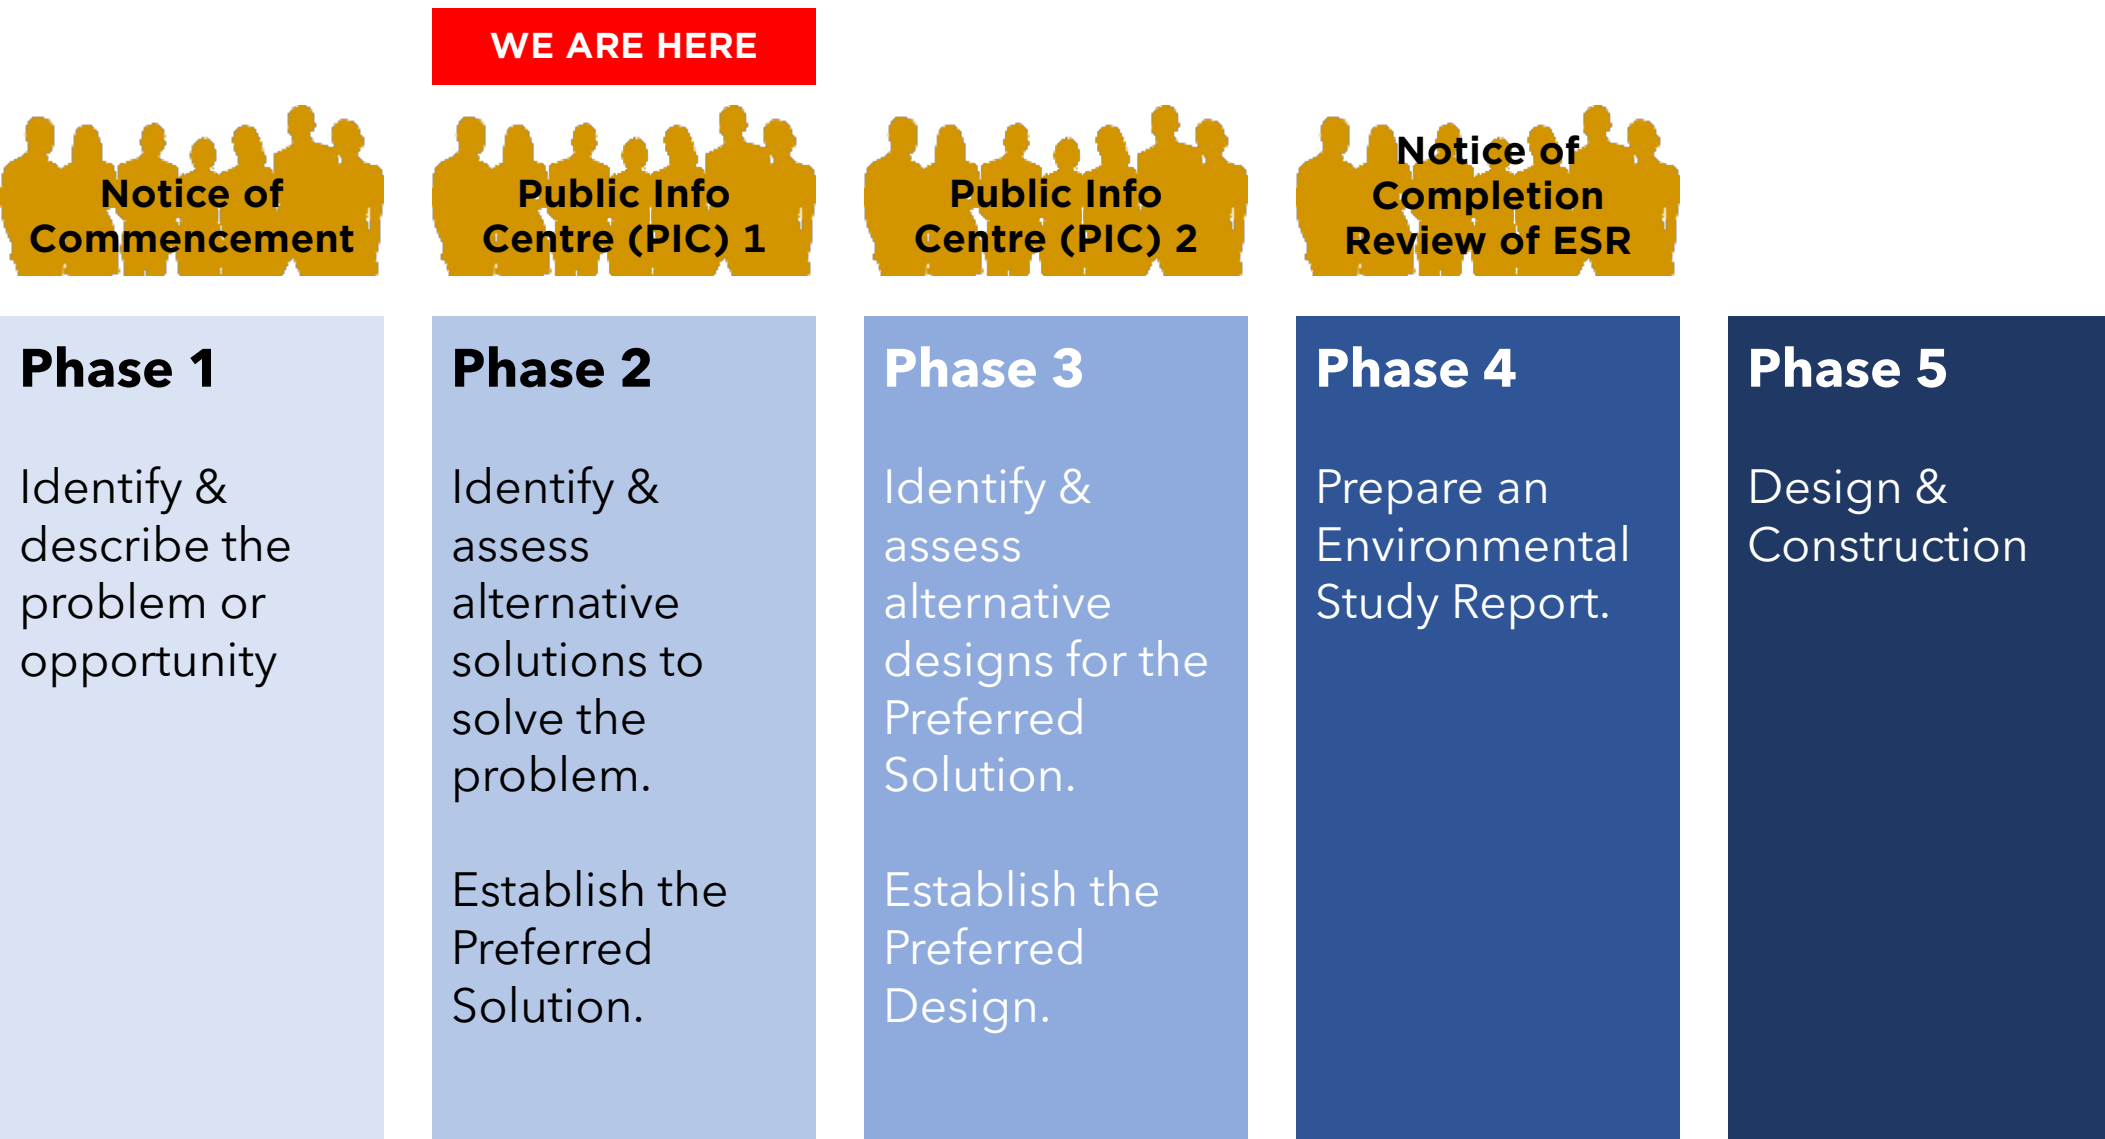 WE ARE HERE
Notice of
Commencement
Public Info
Centre (PIC) 1
Public Info
Centre (PIC) 2
Notice of
Completion
Review of ESR
Phase 1
Identify &
describe the
problem or
opportunity
Phase 2
Identify &
assess
alternative
solutions to
solve the
problem.
Establish the
Preferred
Solution.
Phase 3
Identify &
assess
alternative
designs for the
Preferred
Solution.
Establish the
Preferred
Design.
Phase 4
Prepare an
Environmental
Study Report.
Phase 5
Design &
Construction